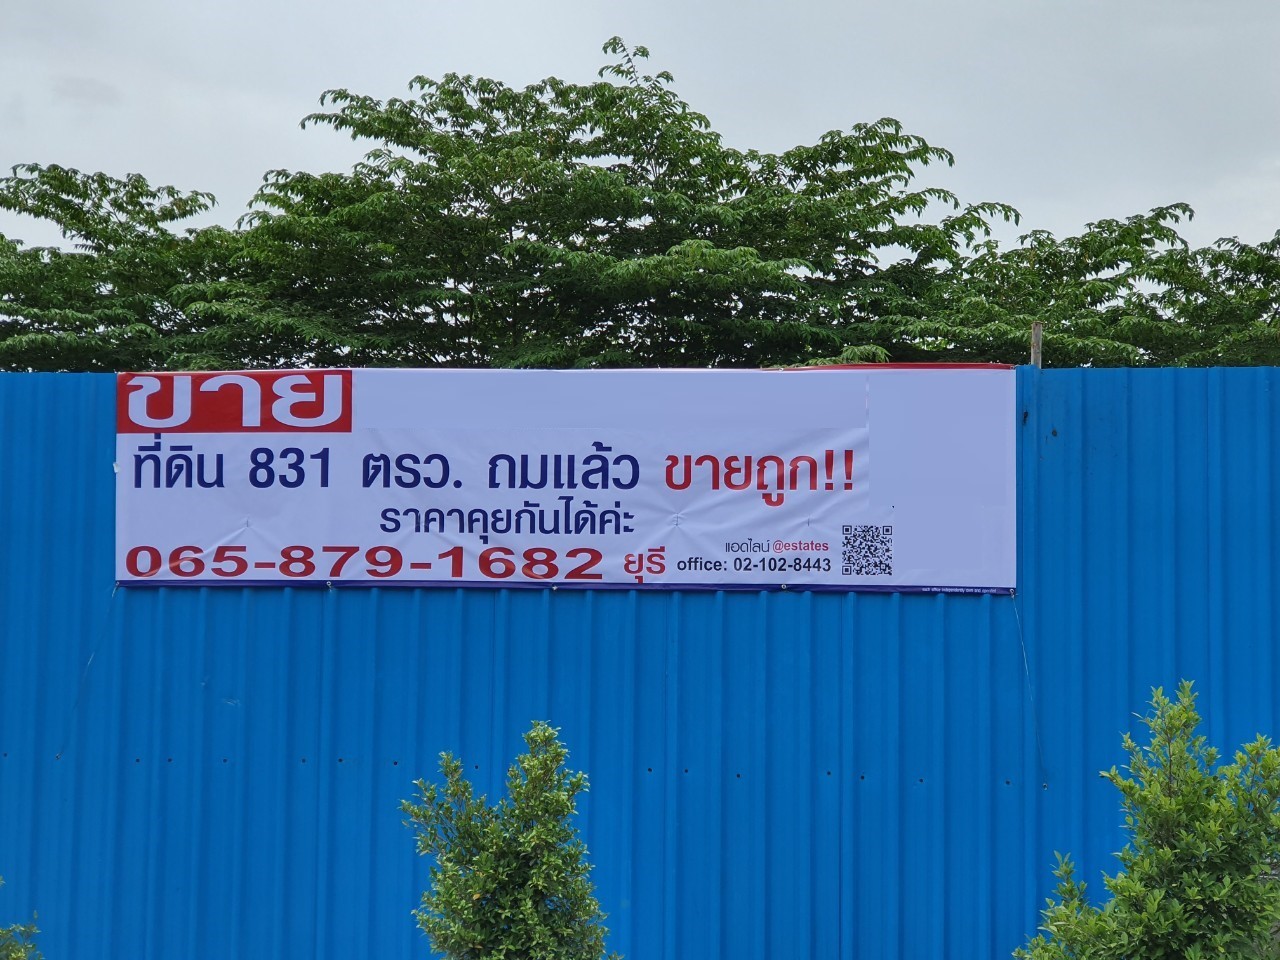 ขาย
ที่ดิน 831 ตรว. ถมแล้ว ขายถูก!!
ราคาคุยกันได้ค่ะ
065-879-1682 ยุรี
แอดไลน์ @estates
office: 02-102-8443